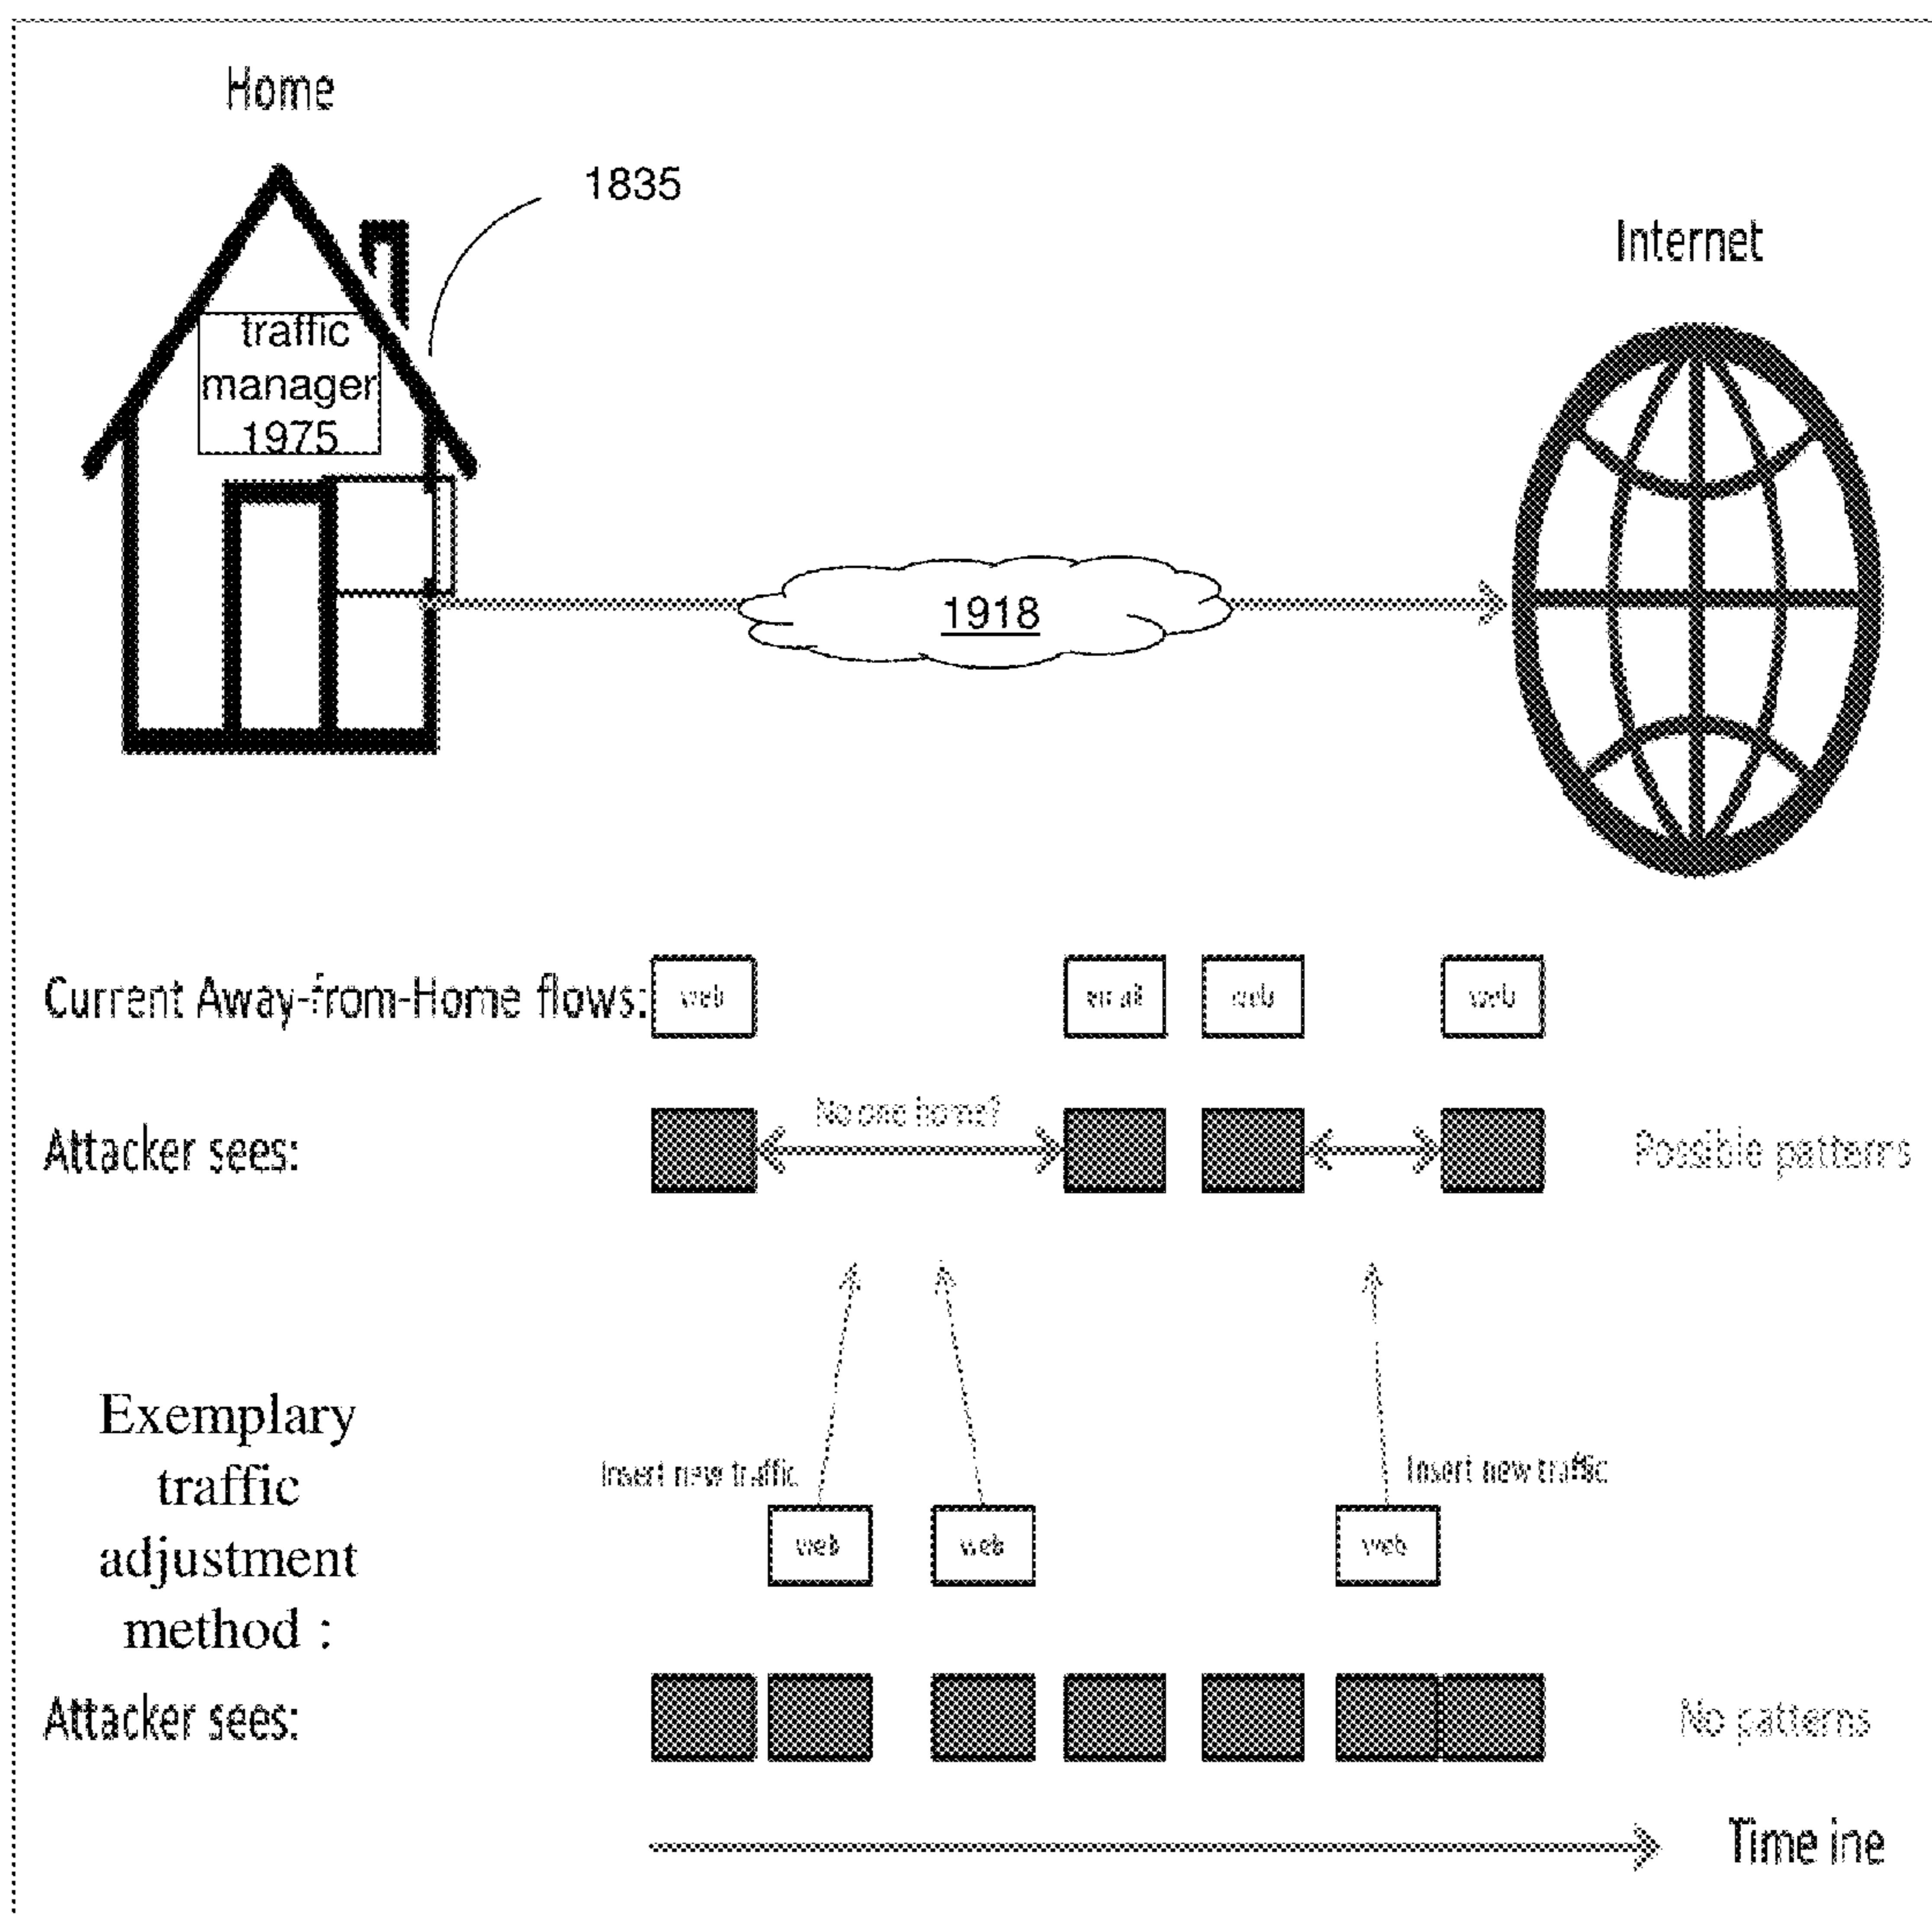 Home
1835
Internet
traffic
manager
1975
1918
Current Away-from-Home flows:
web
email
web
web
No one home?
Attacker sees:
Possible patterns
Exemplary
traffic
adjustment
method :
Insert new traffic
Insert new traffic
web
web
web
Attacker sees:
No patterns
Time ine